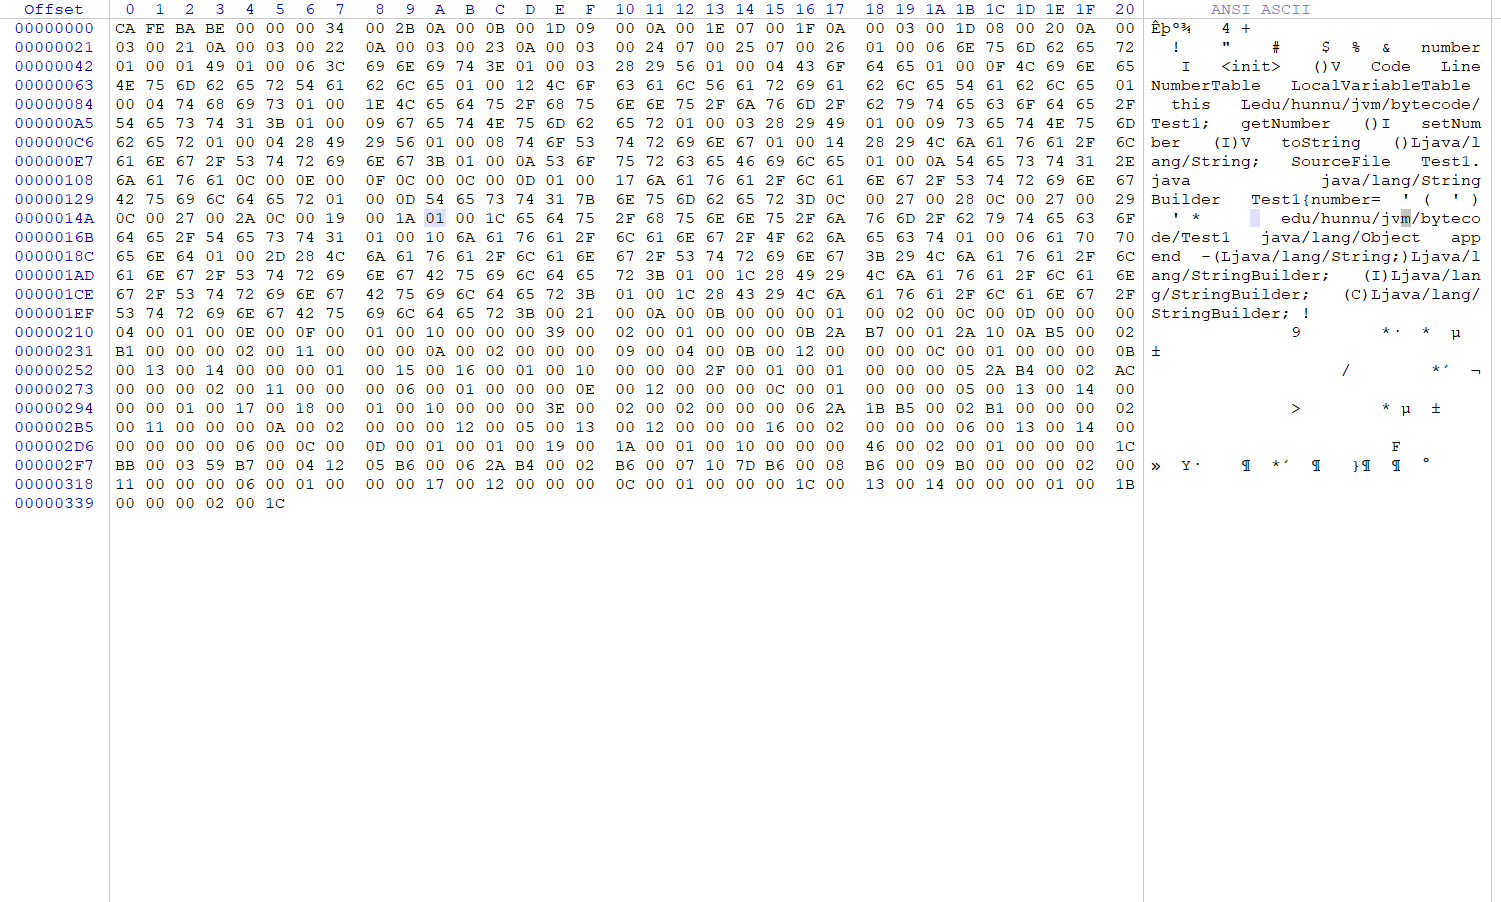 Offset 0 1 2 3 4 5 6 7 8 9 A B C D E F 10 11 12 13 14 15 16 17 18 19 1A 1B 1C 1D 1E 1F 20 ANSI ASCII
00000000 CA FE BA BE 00 00 00 34 00 2B 0A 00 0B 00 1D 09 00 0A 00 1E 07 00 1F 0A 00 03 00 1D 08 00 20 0A 00 Êþº¾ 4 +
00000021 03 00 21 0A 00 03 00 22 0A 00 03 00 23 0A 00 03 00 24 07 00 25 07 00 26 01 00 06 6E 75 6D 62 65 72 ! " # $ % & number
00000042 01 00 01 49 01 00 06 3C 69 6E 69 74 3E 01 00 03 28 29 56 01 00 04 43 6F 64 65 01 00 0F 4C 69 6E 65 I <init> ()V Code Line
00000063 4E 75 6D 62 65 72 54 61 62 6C 65 01 00 12 4C 6F 63 61 6C 56 61 72 69 61 62 6C 65 54 61 62 6C 65 01 NumberTable LocalVariableTable
00000084 00 04 74 68 69 73 01 00 1E 4C 65 64 75 2F 68 75 6E 6E 75 2F 6A 76 6D 2F 62 79 74 65 63 6F 64 65 2F this Ledu/hunnu/jvm/bytecode/
000000A5 54 65 73 74 31 3B 01 00 09 67 65 74 4E 75 6D 62 65 72 01 00 03 28 29 49 01 00 09 73 65 74 4E 75 6D Test1; getNumber ()I setNum
000000C6 62 65 72 01 00 04 28 49 29 56 01 00 08 74 6F 53 74 72 69 6E 67 01 00 14 28 29 4C 6A 61 76 61 2F 6C ber (I)V toString ()Ljava/l
000000E7 61 6E 67 2F 53 74 72 69 6E 67 3B 01 00 0A 53 6F 75 72 63 65 46 69 6C 65 01 00 0A 54 65 73 74 31 2E ang/String; SourceFile Test1.
00000108 6A 61 76 61 0C 00 0E 00 0F 0C 00 0C 00 0D 01 00 17 6A 61 76 61 2F 6C 61 6E 67 2F 53 74 72 69 6E 67 java java/lang/String
00000129 42 75 69 6C 64 65 72 01 00 0D 54 65 73 74 31 7B 6E 75 6D 62 65 72 3D 0C 00 27 00 28 0C 00 27 00 29 Builder Test1{number= ' ( ' )
0000014A 0C 00 27 00 2A 0C 00 19 00 1A 01 00 1C 65 64 75 2F 68 75 6E 6E 75 2F 6A 76 6D 2F 62 79 74 65 63 6F ' * edu/hunnu/jvm/byteco
0000016B 64 65 2F 54 65 73 74 31 01 00 10 6A 61 76 61 2F 6C 61 6E 67 2F 4F 62 6A 65 63 74 01 00 06 61 70 70 de/Test1 java/lang/Object app
0000018C 65 6E 64 01 00 2D 28 4C 6A 61 76 61 2F 6C 61 6E 67 2F 53 74 72 69 6E 67 3B 29 4C 6A 61 76 61 2F 6C end -(Ljava/lang/String;)Ljava/l
000001AD 61 6E 67 2F 53 74 72 69 6E 67 42 75 69 6C 64 65 72 3B 01 00 1C 28 49 29 4C 6A 61 76 61 2F 6C 61 6E ang/StringBuilder; (I)Ljava/lan
000001CE 67 2F 53 74 72 69 6E 67 42 75 69 6C 64 65 72 3B 01 00 1C 28 43 29 4C 6A 61 76 61 2F 6C 61 6E 67 2F g/StringBuilder; (C)Ljava/lang/
000001EF 53 74 72 69 6E 67 42 75 69 6C 64 65 72 3B 00 21 00 0A 00 0B 00 00 00 01 00 02 00 0C 00 0D 00 00 00 StringBuilder; !
00000210 04 00 01 00 0E 00 0F 00 01 00 10 00 00 00 39 00 02 00 01 00 00 00 0B 2A B7 00 01 2A 10 0A B5 00 02 9 *· * µ
00000231 B1 00 00 00 02 00 11 00 00 00 0A 00 02 00 00 00 09 00 04 00 0B 00 12 00 00 00 0C 00 01 00 00 00 0B ±
00000252 00 13 00 14 00 00 00 01 00 15 00 16 00 01 00 10 00 00 00 2F 00 01 00 01 00 00 00 05 2A B4 00 02 AC / *´ ¬
00000273 00 00 00 02 00 11 00 00 00 06 00 01 00 00 00 0E 00 12 00 00 00 0C 00 01 00 00 00 05 00 13 00 14 00
00000294 00 00 01 00 17 00 18 00 01 00 10 00 00 00 3E 00 02 00 02 00 00 00 06 2A 1B B5 00 02 B1 00 00 00 02 > * µ ±
000002B5 00 11 00 00 00 0A 00 02 00 00 00 12 00 05 00 13 00 12 00 00 00 16 00 02 00 00 00 06 00 13 00 14 00
000002D6 00 00 00 00 06 00 0C 00 0D 00 01 00 01 00 19 00 1A 00 01 00 10 00 00 00 46 00 02 00 01 00 00 00 1C F
000002F7 BB 00 03 59 B7 00 04 12 05 B6 00 06 2A B4 00 02 B6 00 07 10 7D B6 00 08 B6 00 09 B0 00 00 00 02 00 » Y· ¶ *´ ¶ }¶ ¶ °
00000318 11 00 00 00 06 00 01 00 00 00 17 00 12 00 00 00 0C 00 01 00 00 00 1C 00 13 00 14 00 00 00 01 00 1B
00000339 00 00 00 02 00 1C